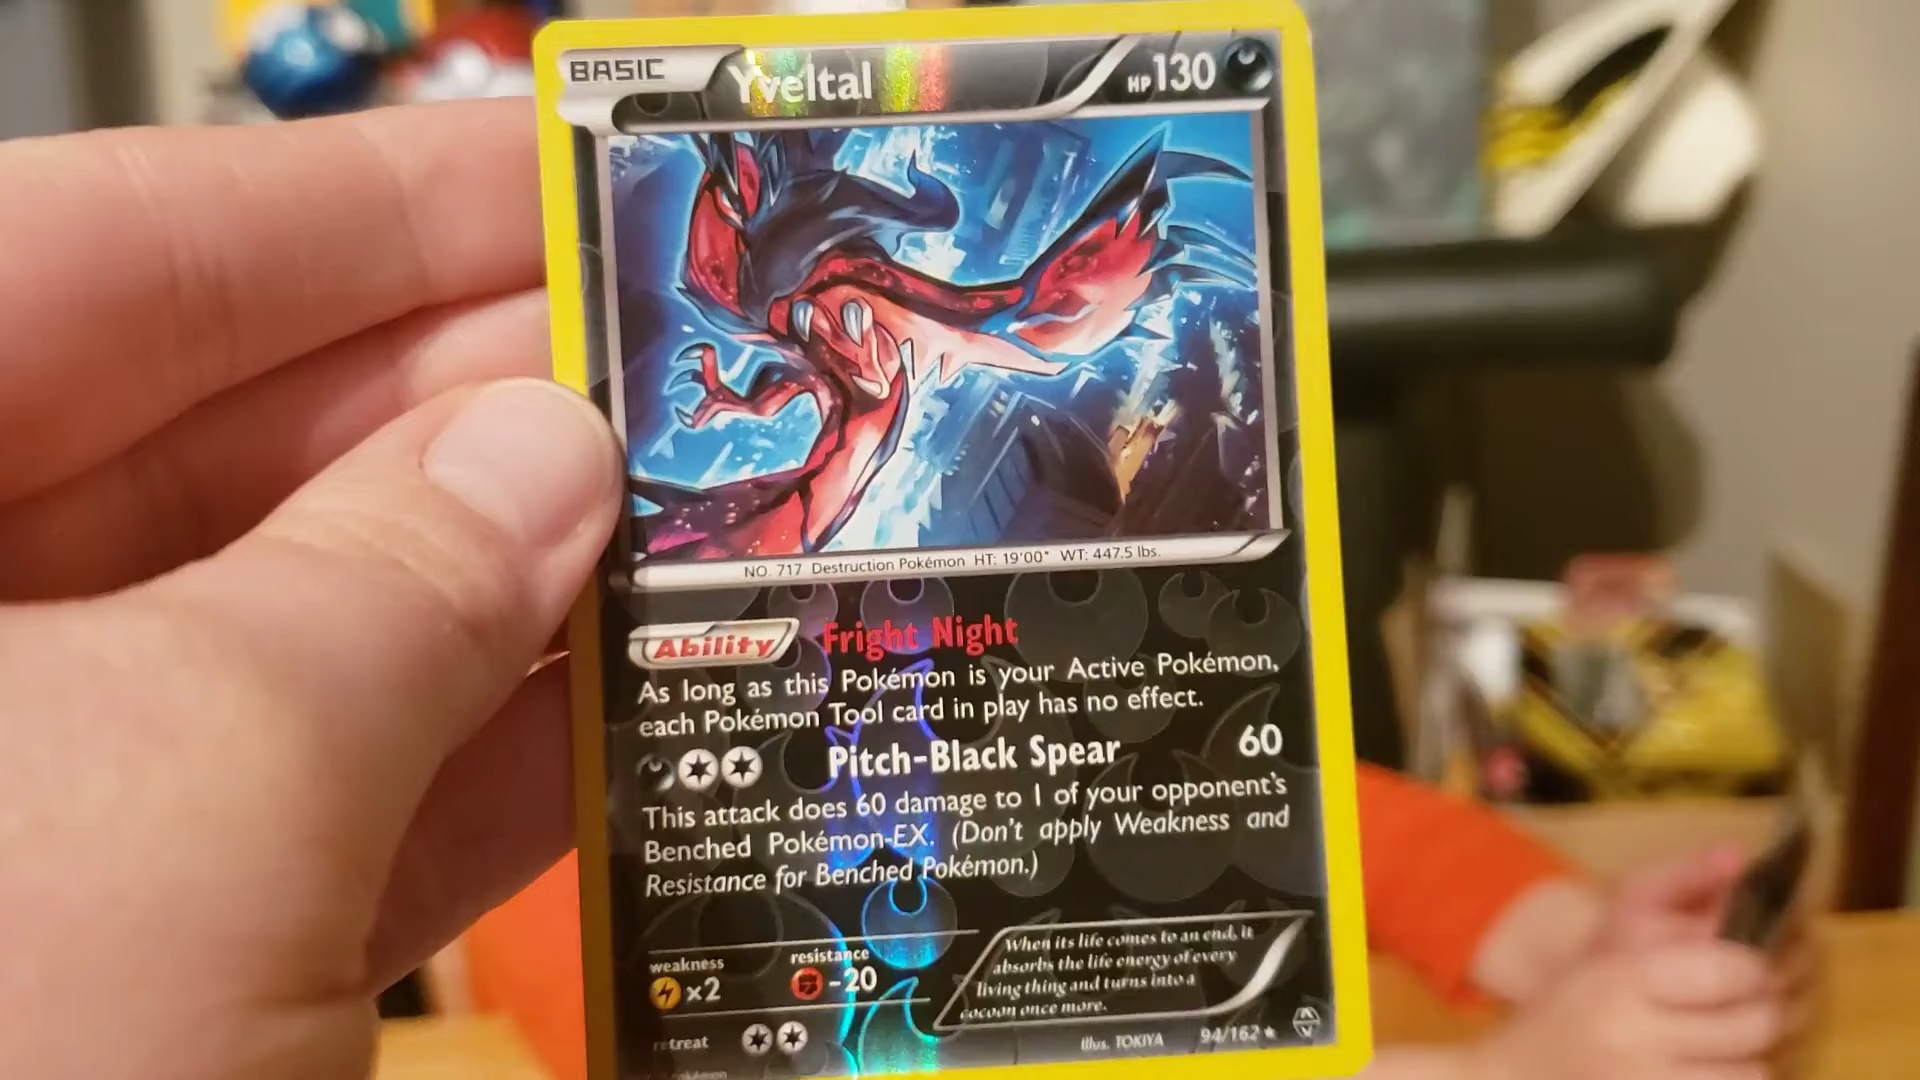 BASIC Yveltal HP130
NO. 717 Destruction Pokémon HT: 19'00" WT: 447.5 lbs.
Ability Fright Night
As long as this Pokémon is your Active Pokémon,
each Pokémon Tool card in play has no effect.
Pitch-Black Spear 60
This attack does 60 damage to 1 of your opponent's
Benched Pokémon-EX. (Don't apply Weakness and
Resistance for Benched Pokémon.)
weakness resistance
x2 -20
retreat
When its life comes to an end, it
absorbs the life energy of every
living thing and turns into a
cocoon once more.
Illus. TOKIYA 94/162